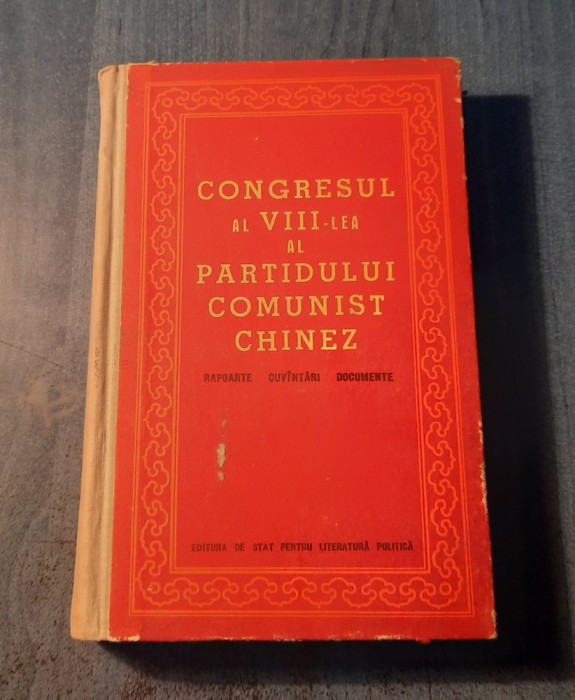 CONGRESUL
AL VIII-LEA
AL
PARTIDULUI
COMUNIST
CHINEZ
RAPOARTE CUVÎNTĂRI DOCUMENTE
EDITURA DE STAT PENTRU LITERATURĂ POLITICĂ